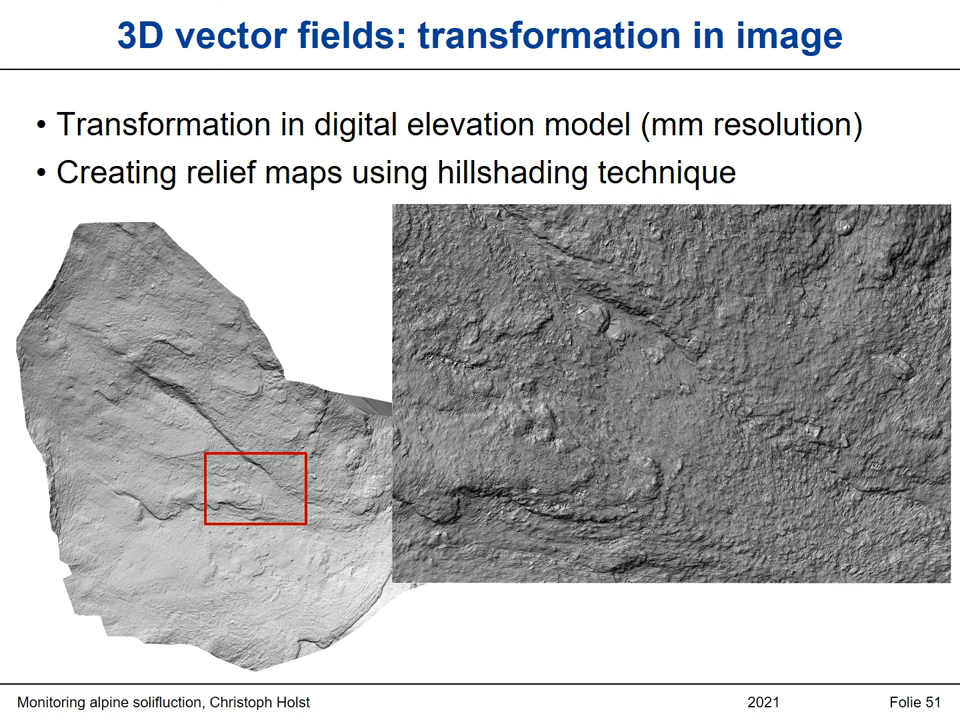 3D vector fields: transformation in image
• Transformation in digital elevation model (mm resolution)
• Creating relief maps using hillshading technique
Monitoring alpine solifluction, Christoph Holst
2021
Folie 51